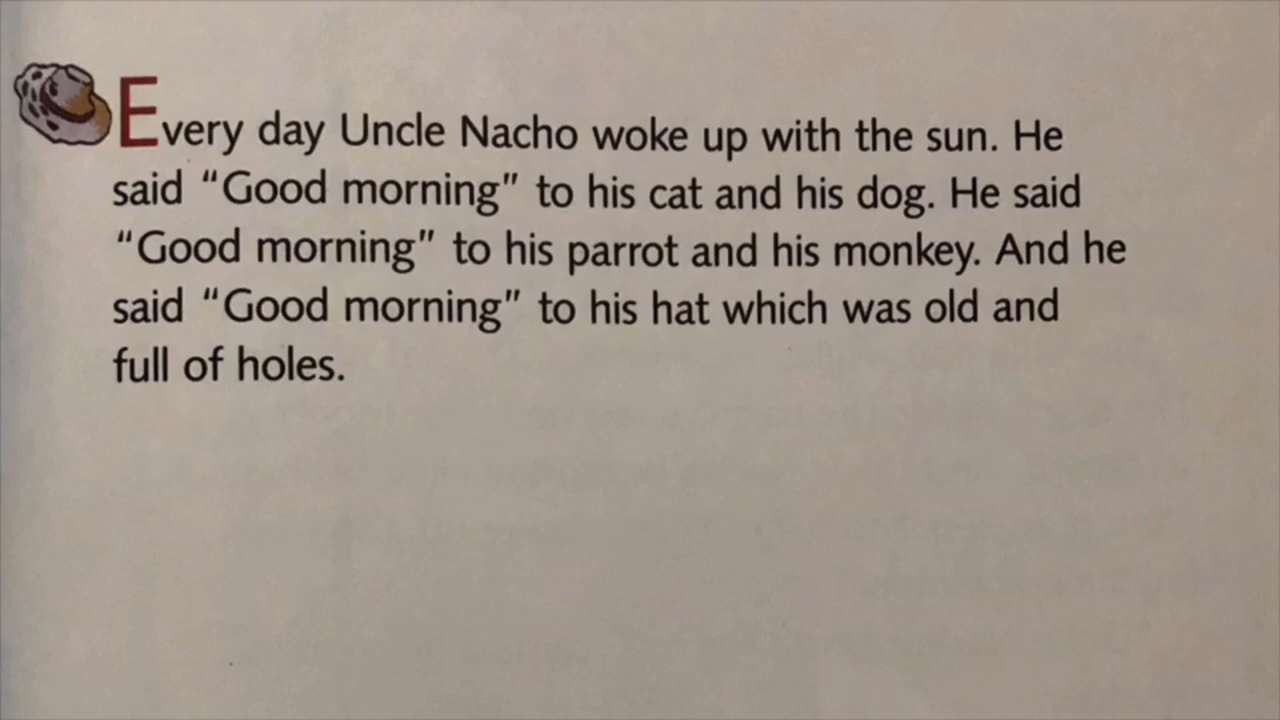 Every day Uncle Nacho woke up with the sun. He
said “Good morning” to his cat and his dog. He said
“Good morning” to his parrot and his monkey. And he
said “Good morning” to his hat which was old and
full of holes.